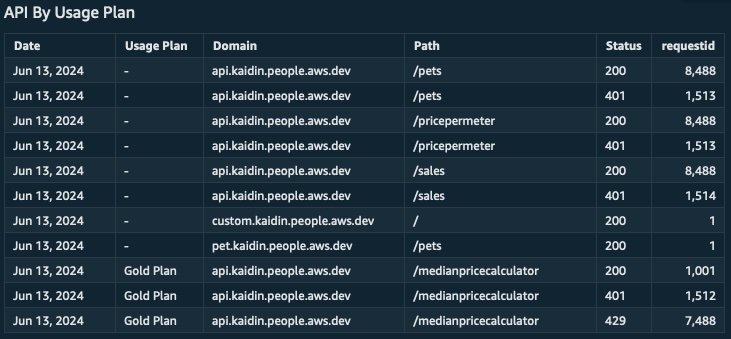 API By Usage Plan
Date Usage Plan Domain Path Status requestid
Jun 13, 2024 - api.kaidin.people.aws.dev /pets 200 8,488
Jun 13, 2024 - api.kaidin.people.aws.dev /pets 401 1,513
Jun 13, 2024 - api.kaidin.people.aws.dev /pricepermeter 200 8,488
Jun 13, 2024 - api.kaidin.people.aws.dev /pricepermeter 401 1,513
Jun 13, 2024 - api.kaidin.people.aws.dev /sales 200 8,488
Jun 13, 2024 - api.kaidin.people.aws.dev /sales 401 1,514
Jun 13, 2024 - custom.kaidin.people.aws.dev / 200 1
Jun 13, 2024 - pet.kaidin.people.aws.dev /pets 200 1
Jun 13, 2024 Gold Plan api.kaidin.people.aws.dev /medianpricecalculator 200 1,001
Jun 13, 2024 Gold Plan api.kaidin.people.aws.dev /medianpricecalculator 401 1,512
Jun 13, 2024 Gold Plan api.kaidin.people.aws.dev /medianpricecalculator 429 7,488